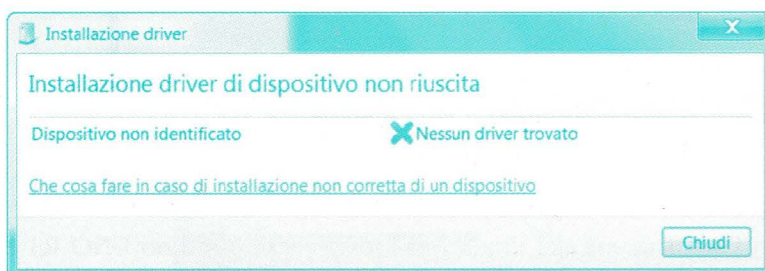 Installazione driver
X
Installazione driver di dispositivo non riuscita
Dispositivo non identificato
Nessun driver trovato
Che cosa fare in caso di installazione non corretta di un dispositivo
Chiudi